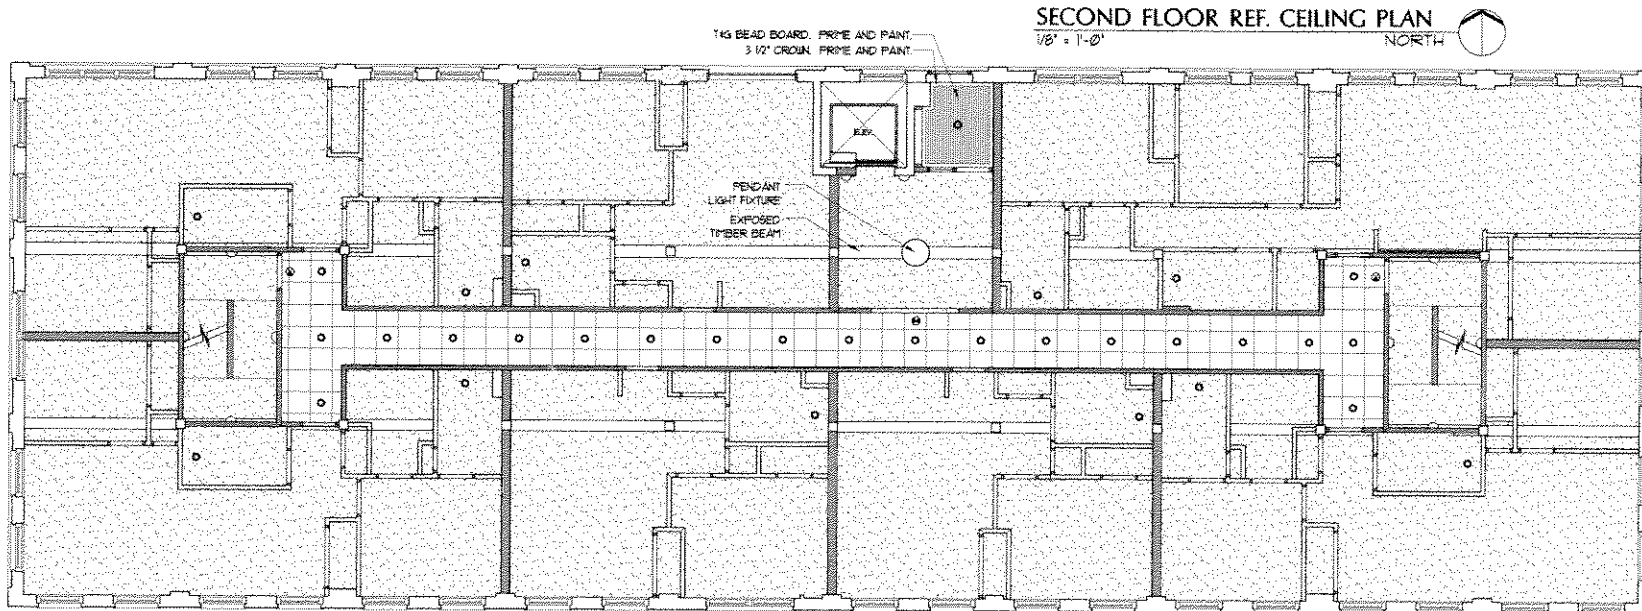 SECOND FLOOR REF. CEILING PLAN
1/8" = 1'-0"
NORTH
T&G BEAD BOARD. PRIME AND PAINT.
3 1/2" CROWN. PRIME AND PAINT.
ELEV.
PENDANT
LIGHT FIXTURE
EXPOSED
TIMBER BEAM